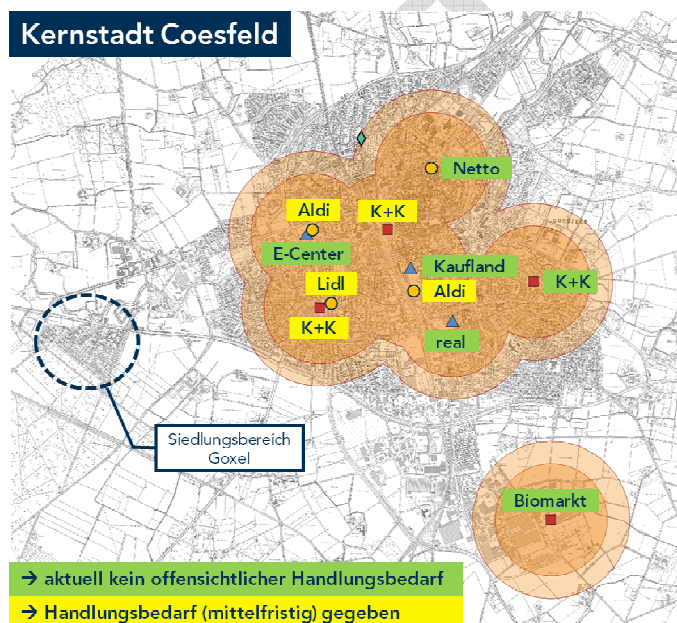 Kernstadt Coesfeld
Netto
Aldi
K+K
E-Center
Kaufland
Lidl
Aldi
K+K
K+K
real
Siedlungsbereich
Goxel
Biomarkt
→ aktuell kein offensichtlicher Handlungsbedarf
→ Handlungsbedarf (mittelfristig) gegeben